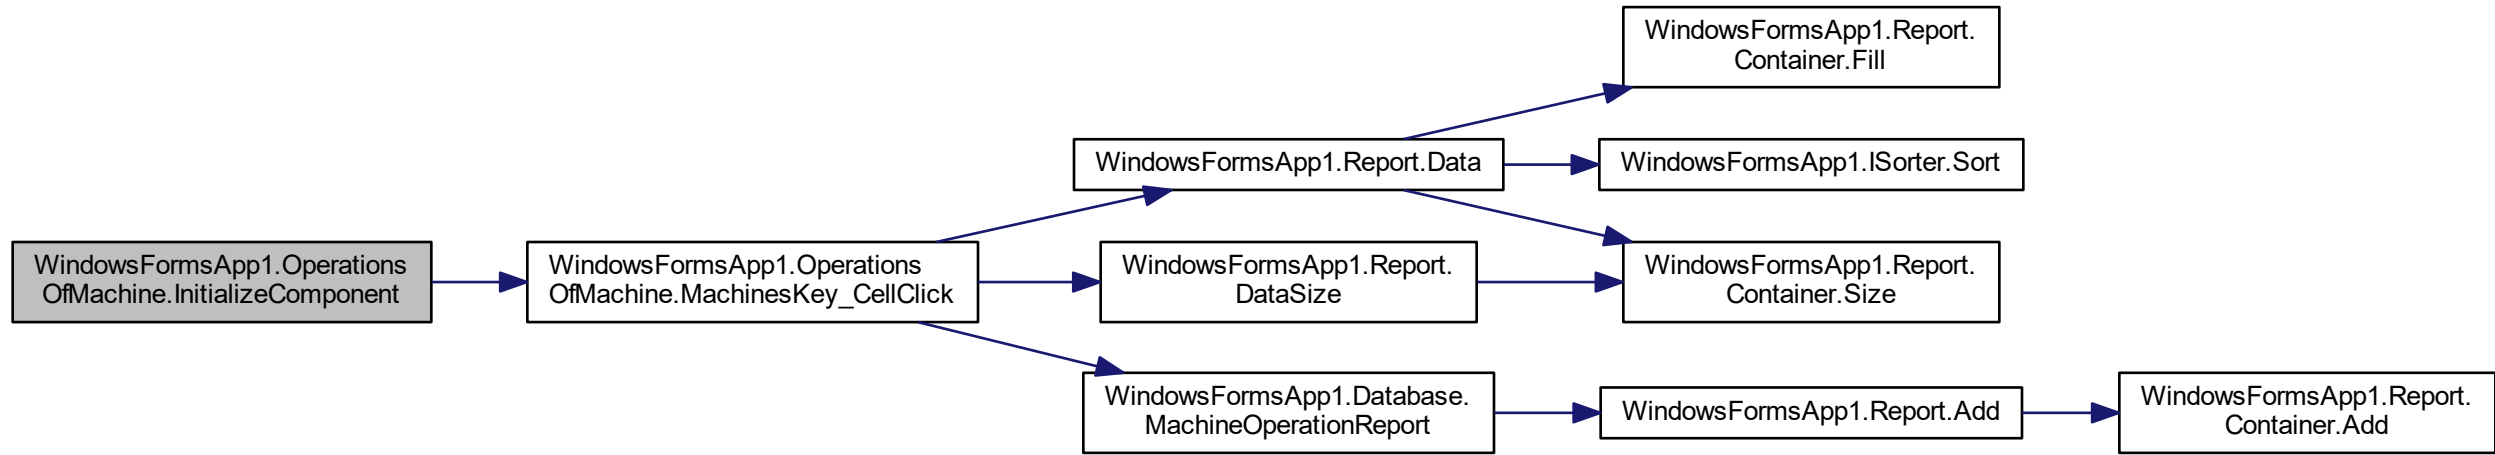 WindowsFormsApp1.Operations
OfMachine.InitializeComponent
WindowsFormsApp1.Operations
OfMachine.MachinesKey_CellClick
WindowsFormsApp1.Report.Data
WindowsFormsApp1.Report.
DataSize
WindowsFormsApp1.Database.
MachineOperationReport
WindowsFormsApp1.Report.
Container.Fill
WindowsFormsApp1.ISorter.Sort
WindowsFormsApp1.Report.
Container.Size
WindowsFormsApp1.Report.Add
WindowsFormsApp1.Report.
Container.Add